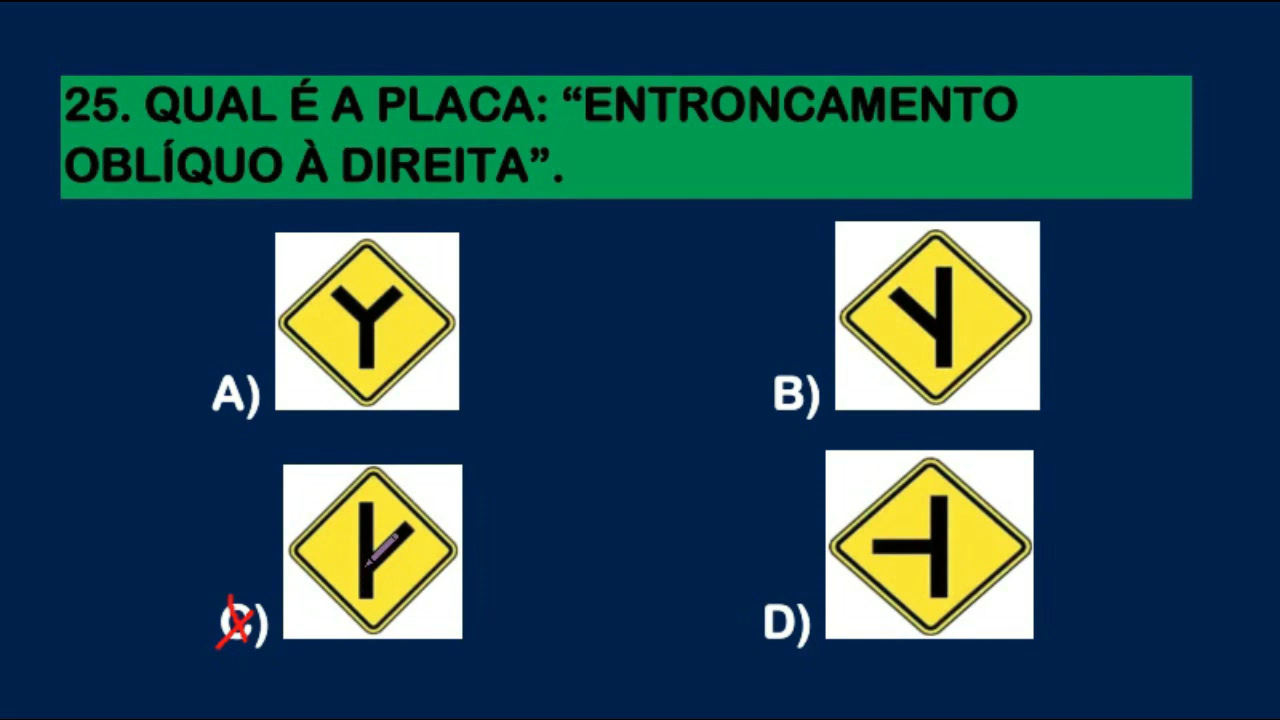 25. QUAL É A PLACA: “ENTRONCAMENTO
OBLÍQUO À DIREITA”.
A)
B)
C)
D)